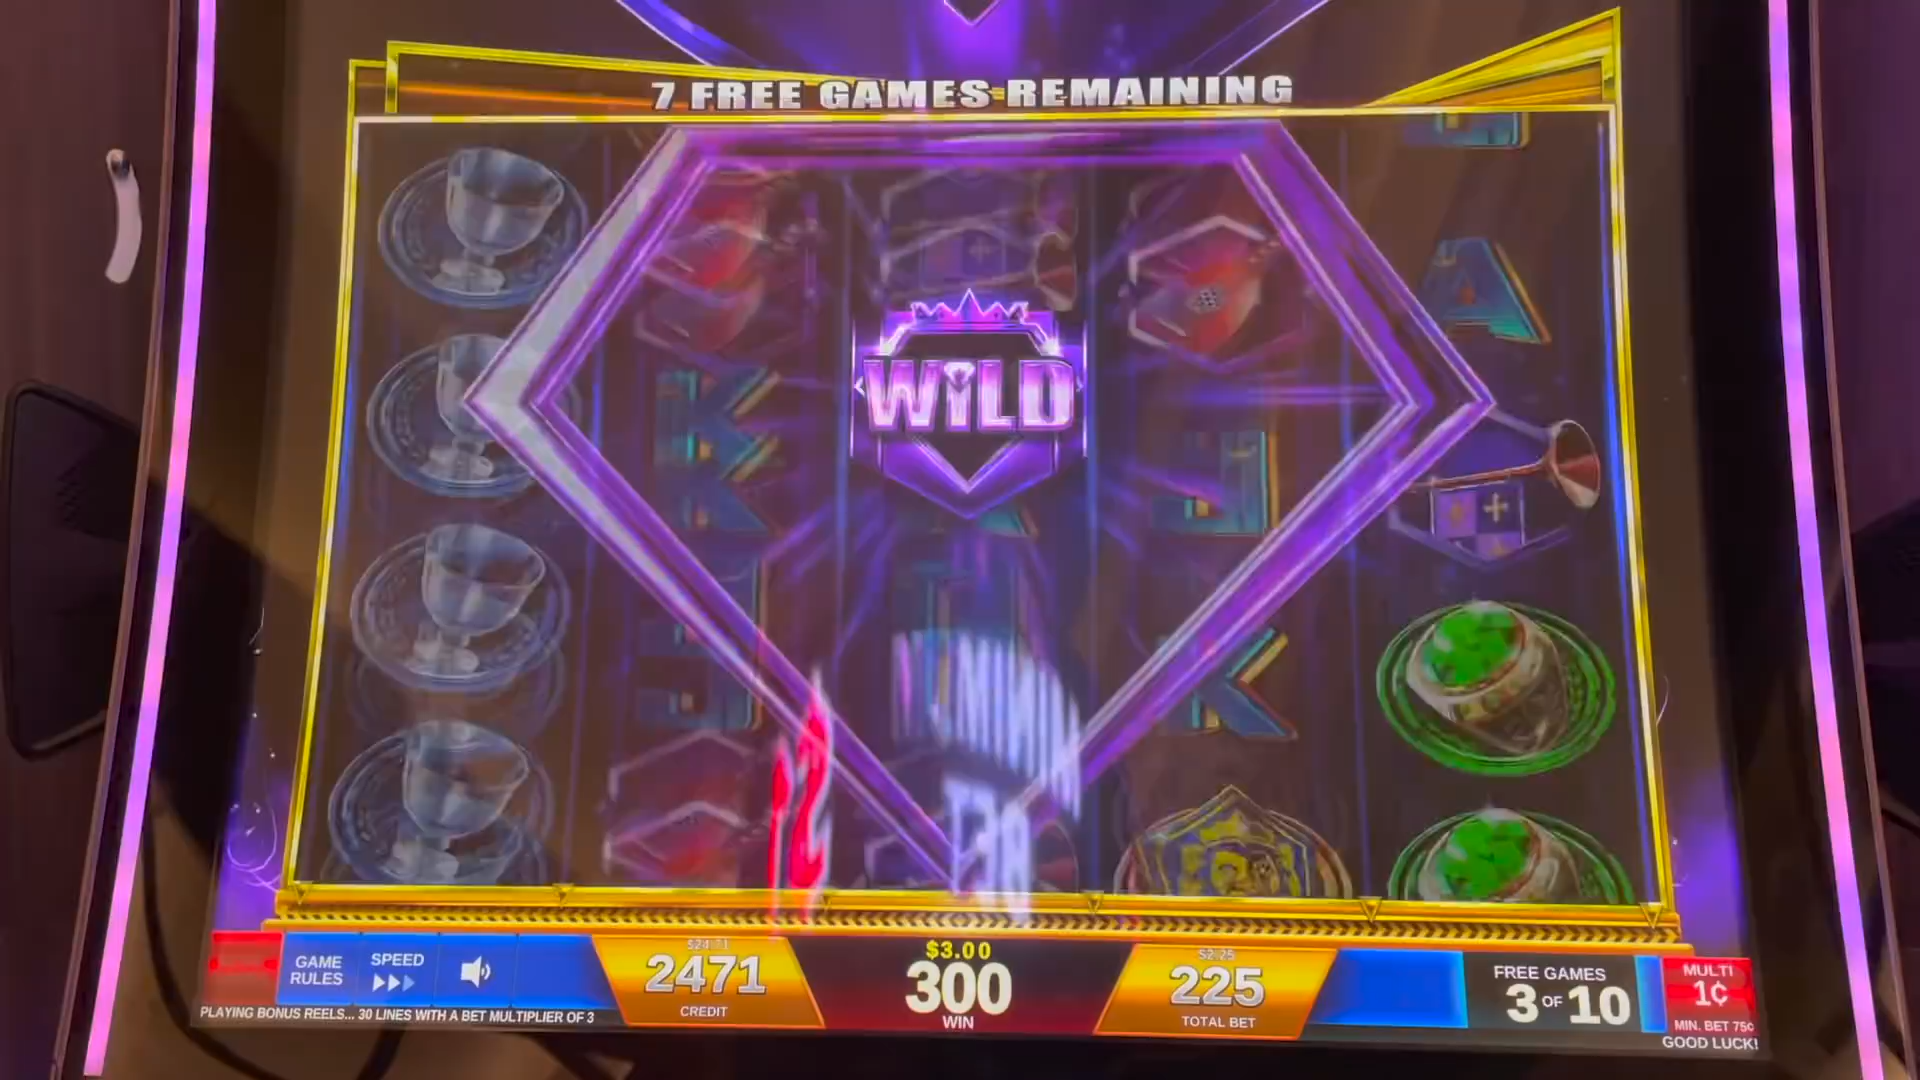 7 FREE GAMES REMAINING
A
WILD
K
J
K
GAME RULES
SPEED
$24.71
2471
CREDIT
$3.00
300
WIN
$2.25
225
TOTAL BET
FREE GAMES
3 OF 10
MULTI
1¢
MIN. BET 75¢
GOOD LUCK!
PLAYING BONUS REELS... 30 LINES WITH A BET MULTIPLIER OF 3